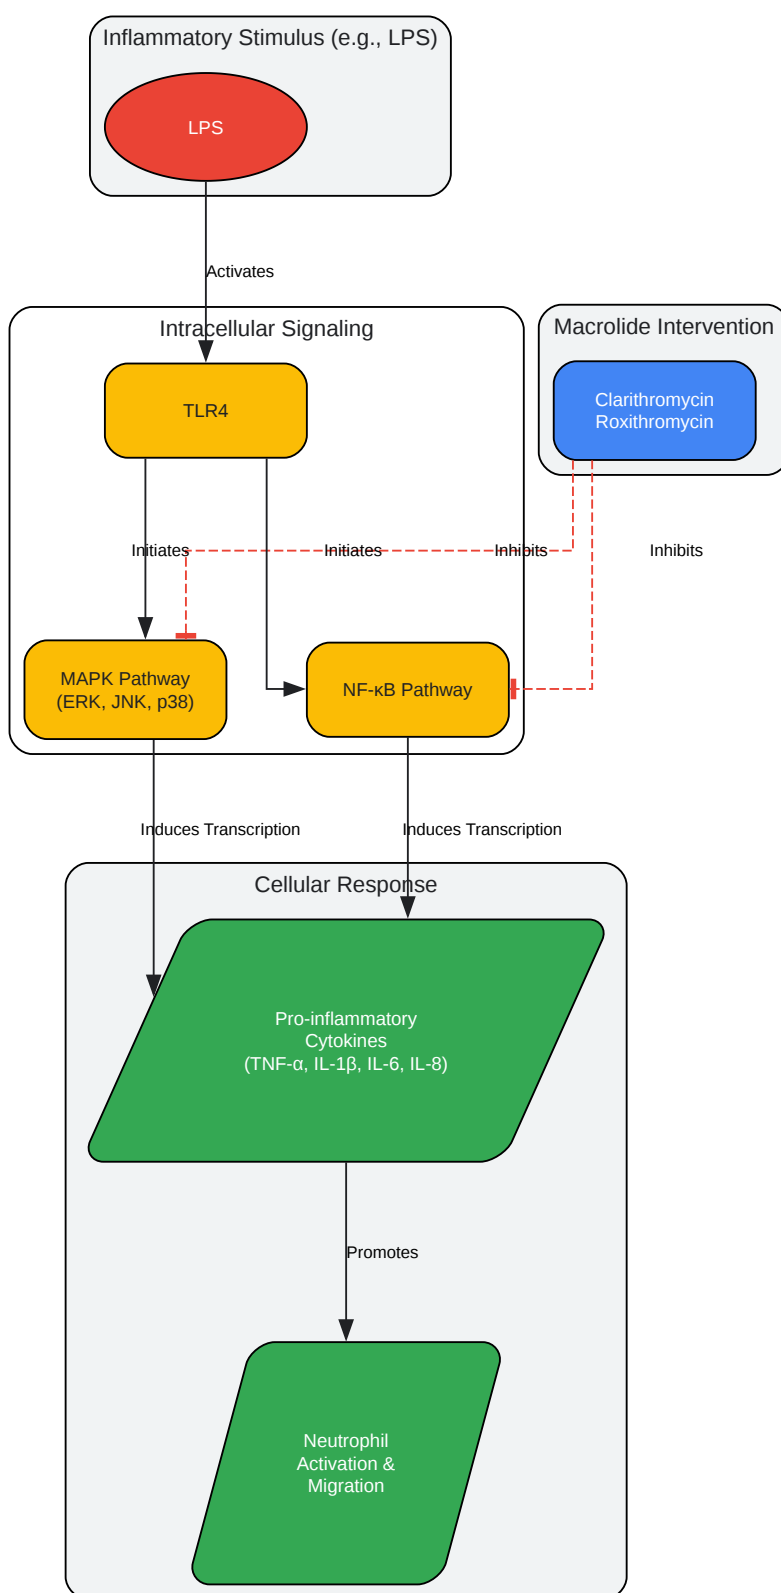 Inflammatory Stimulus (e.g., LPS)
LPS
Activates
Intracellular Signaling
Macrolide Intervention
TLR4
Clarithromycin
Roxithromycin
Initiates
Initiates
Inhibits
Inhibits
MAPK Pathway
(ERK, JNK, p38)
NF-κB Pathway
Induces Transcription
Induces Transcription
Cellular Response
Pro-inflammatory
Cytokines
(TNF-α, IL-1β, IL-6, IL-8)
Promotes
Neutrophil
Activation &
Migration